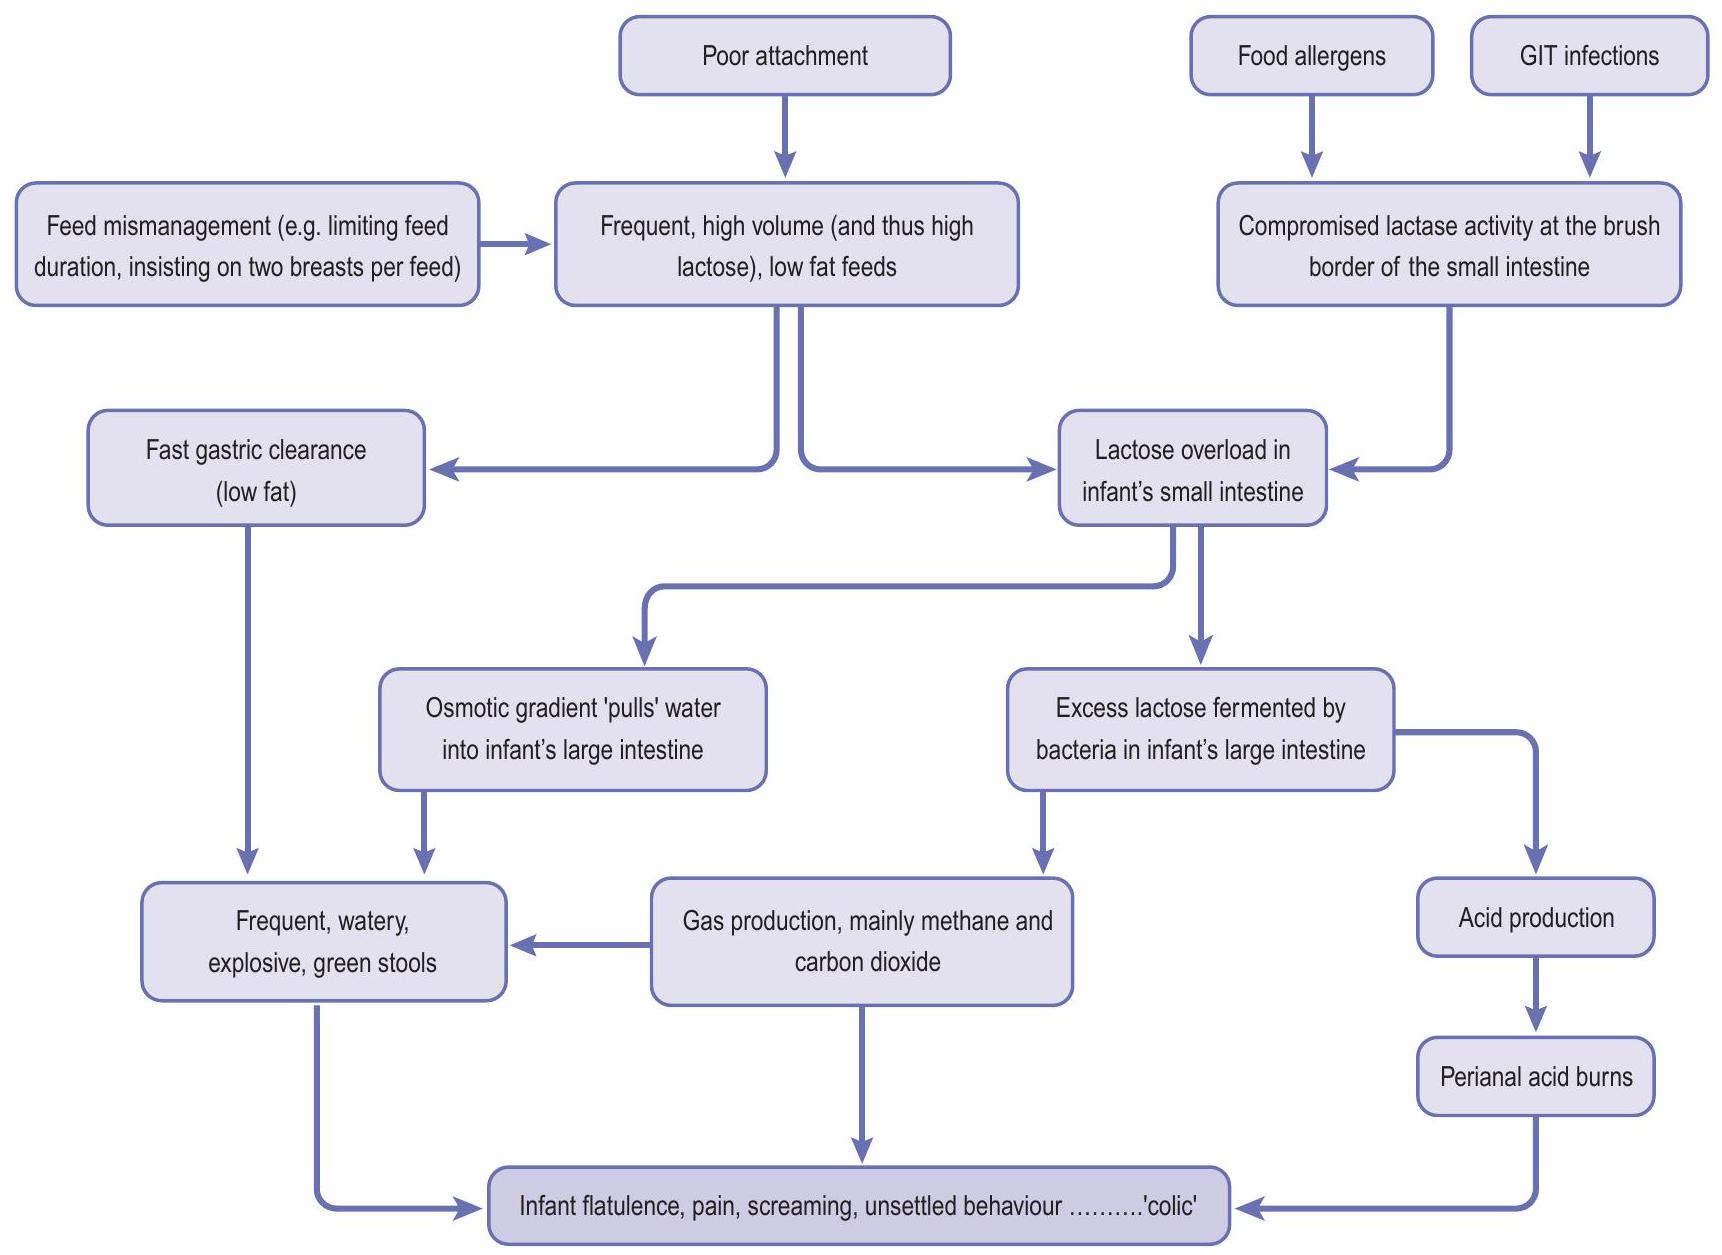 Poor attachment
Food allergens
GIT infections
Feed mismanagement (e.g. limiting feed
duration, insisting on two breasts per feed)
Frequent, high volume (and thus high
lactose), low fat feeds
Compromised lactase activity at the brush
border of the small intestine
Fast gastric clearance
(low fat)
Lactose overload in
infant’s small intestine
Osmotic gradient 'pulls' water
into infant’s large intestine
Excess lactose fermented by
bacteria in infant’s large intestine
Frequent, watery,
explosive, green stools
Gas production, mainly methane and
carbon dioxide
Acid production
Perianal acid burns
Infant flatulence, pain, screaming, unsettled behaviour ……….'colic'